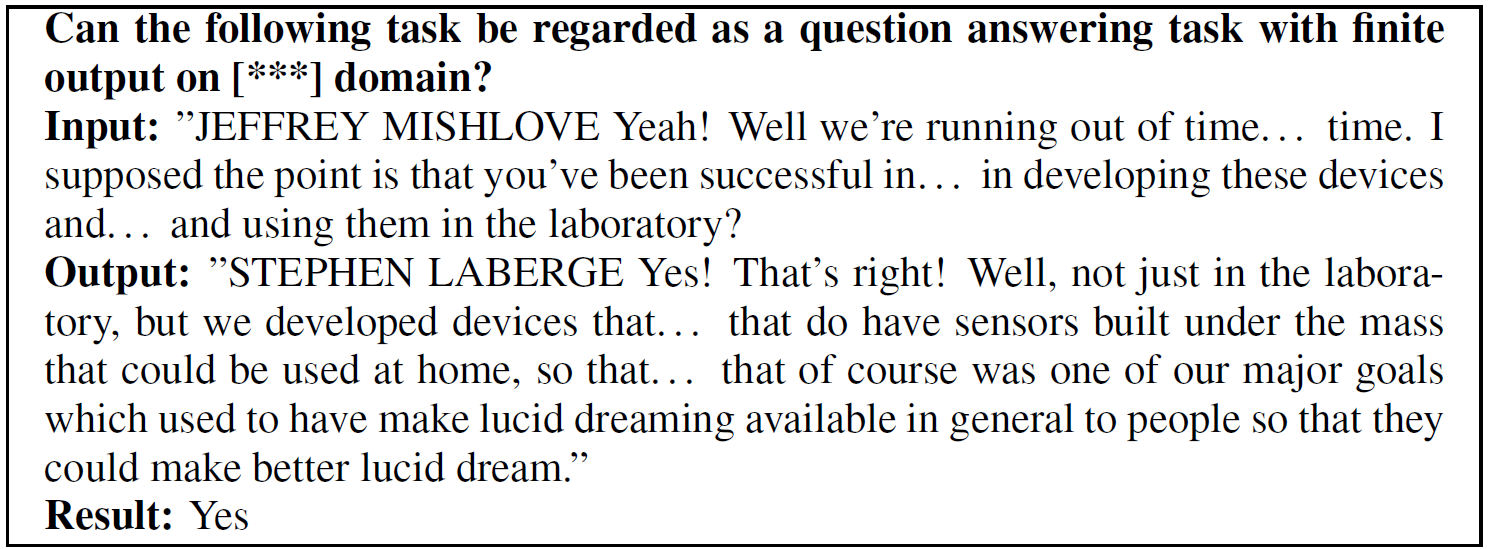 Can the following task be regarded as a question answering task with finite
output on [***] domain?
Input: ”JEFFREY MISHLOVE Yeah! Well we’re running out of time… time. I
supposed the point is that you’ve been successful in… in developing these devices
and… and using them in the laboratory?
Output: ”STEPHEN LABERGE Yes! That’s right! Well, not just in the labora-
tory, but we developed devices that… that do have sensors built under the mass
that could be used at home, so that… that of course was one of our major goals
which used to have make lucid dreaming available in general to people so that they
could make better lucid dream.”
Result: Yes